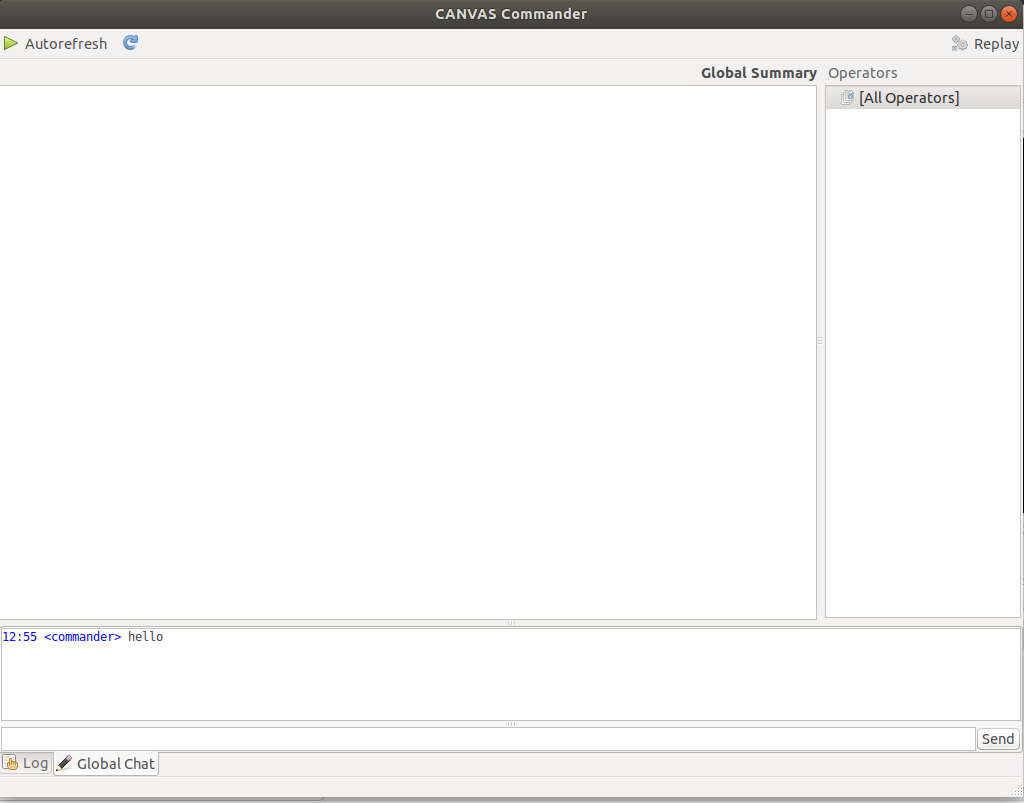 CANVAS Commander
Autorefresh
Replay
Global Summary
Operators
[All Operators]
12:55 <commander> hello
Send
Log
Global Chat